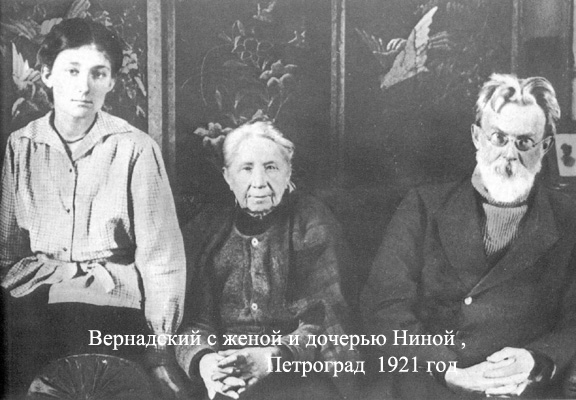 Вернадский с женой и дочерью Ниной ,
Петроград 1921 год